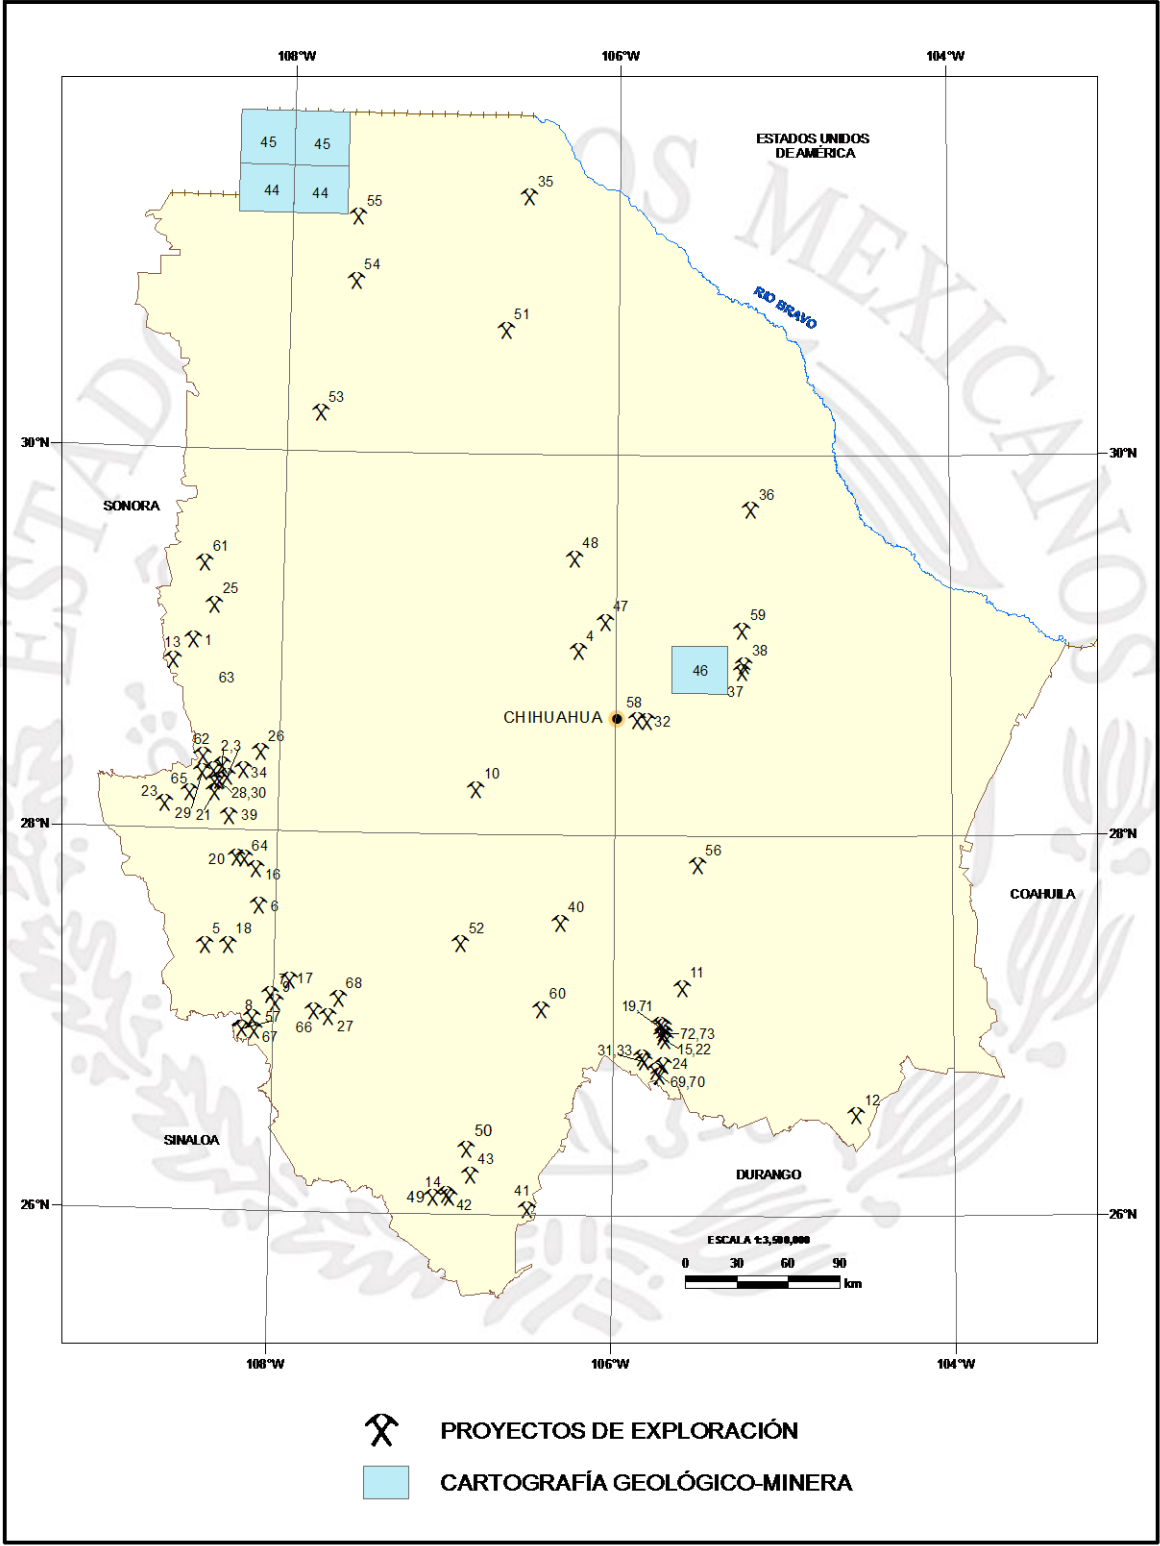 108°W 106°W 104°W
ESTADOS UNIDOS MEXICANOS
ESTADOS UNIDOS
DE AMÉRICA
45 45
44 44
35
55
54
RIO BRAVO
51
53
30°N 30°N
SONORA
36
48
61
25
47
59
13 1
4
38
46
63
37
58
CHIHUAHUA
32
62 2,3 26
34
65
10
23
28,30
29 21 39
28°N 28°N
64
20
56
16
COAHUILA
6
40
5 18
52
7 17
11
9
68
8
60
19,71
57
66 27
67
72,73
31,33
15,22
24
69,70
12
50
SINALOA
43
DURANGO
14
41
49
42
26°N 26°N
ESCALA 1:3,500,000
0 30 60 90
km
108°W 106°W 104°W
PROYECTOS DE EXPLORACIÓN
CARTOGRAFÍA GEOLÓGICO-MINERA